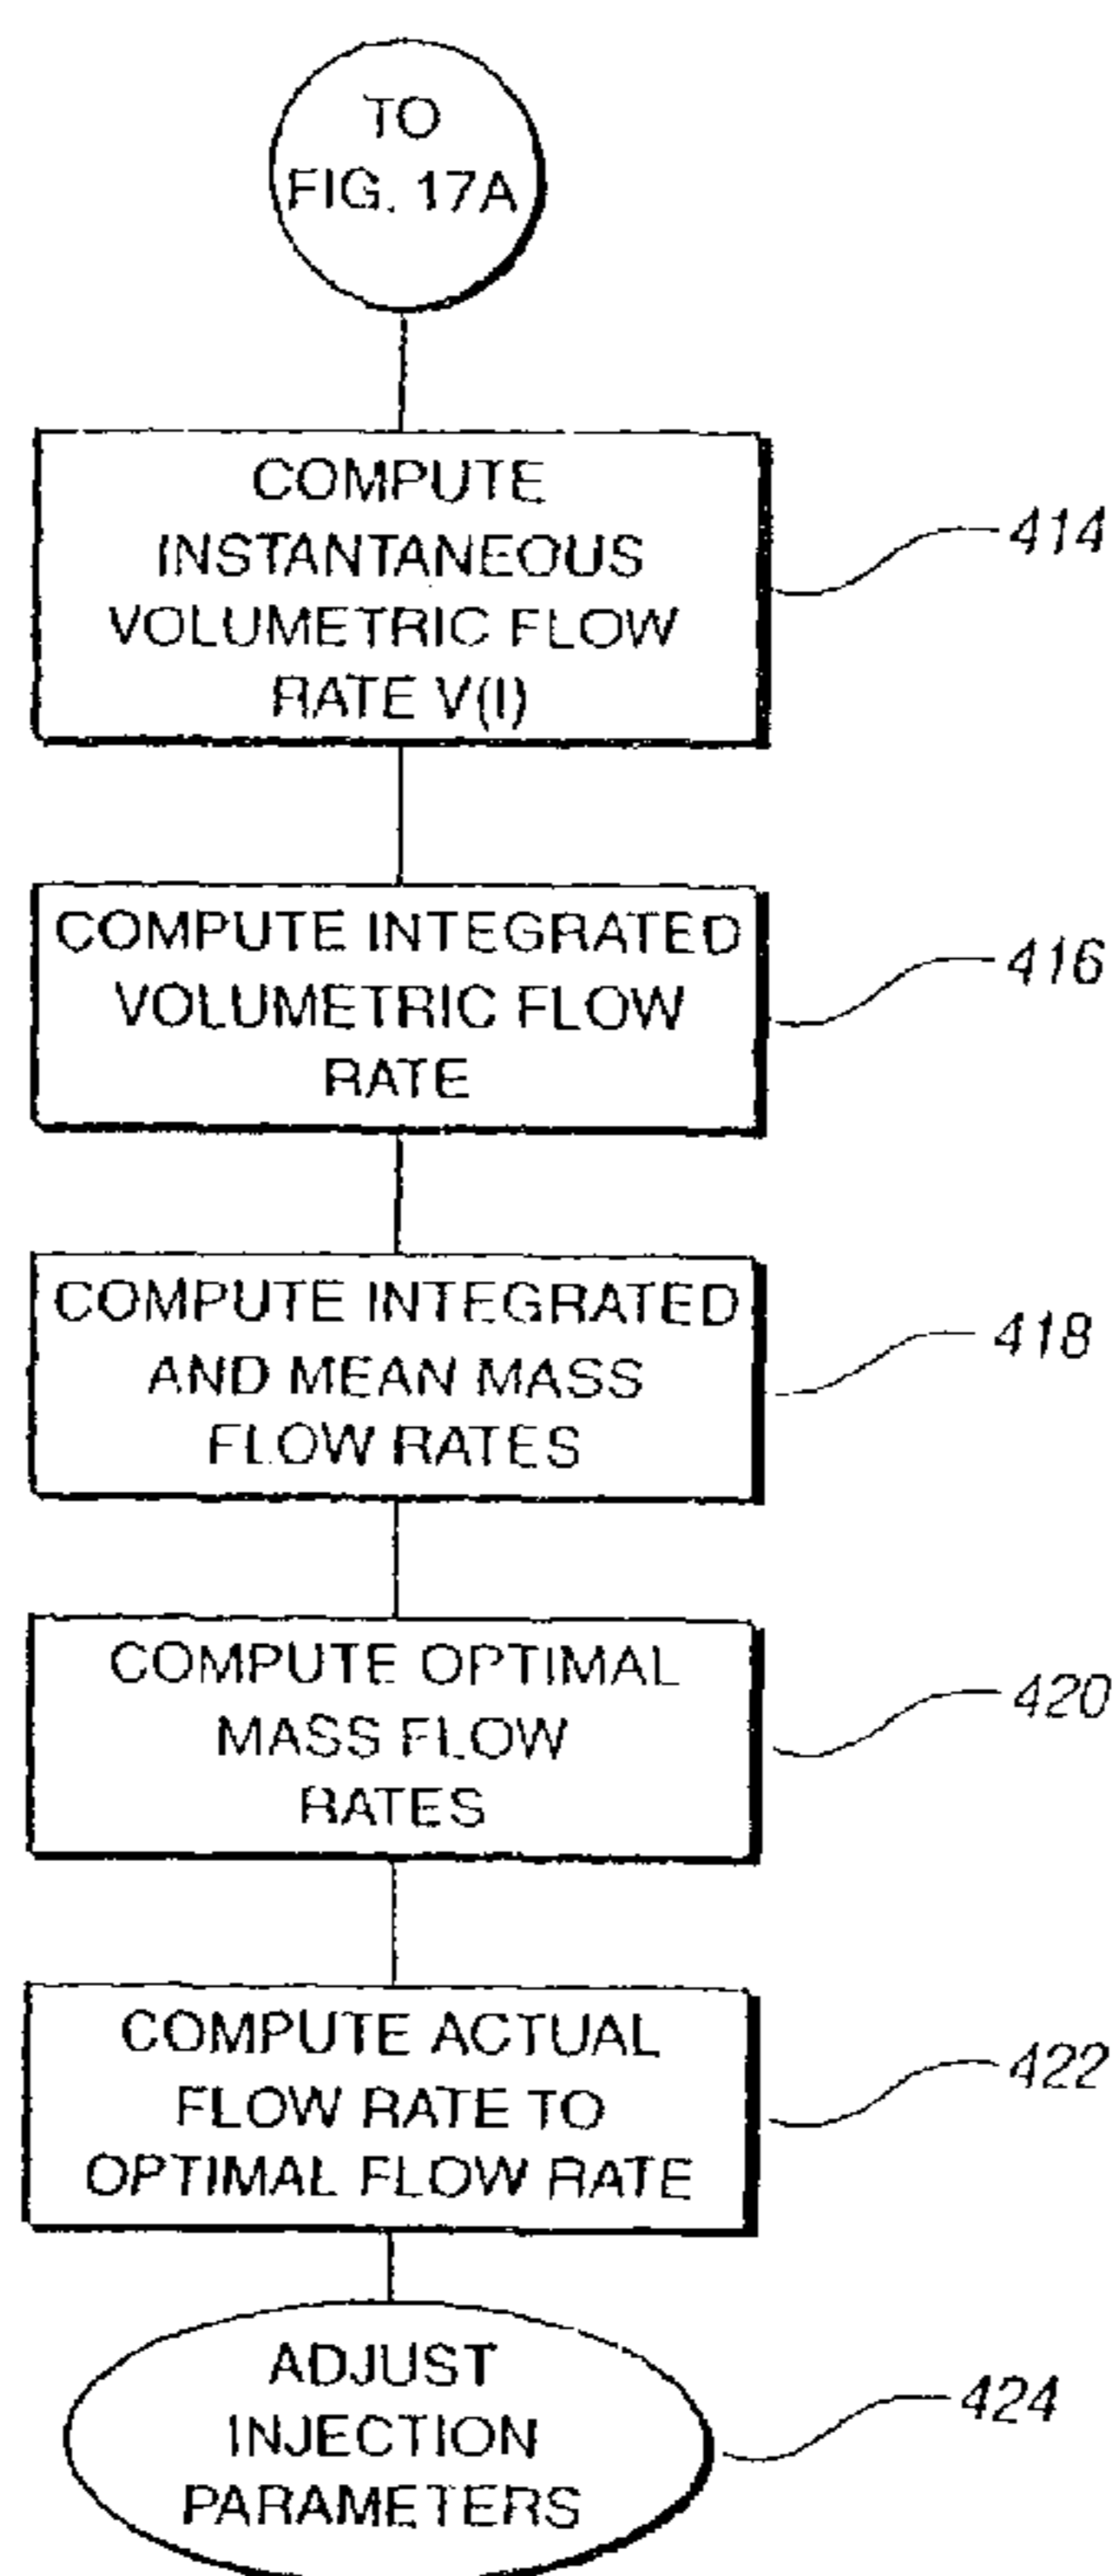 TO
FIG. 17A
COMPUTE
INSTANTANEOUS
VOLUMETRIC FLOW
RATE V(I)
414
COMPUTE INTEGRATED
VOLUMETRIC FLOW
RATE
416
COMPUTE INTEGRATED
AND MEAN MASS
FLOW RATES
418
COMPUTE OPTIMAL
MASS FLOW
RATES
420
COMPUTE ACTUAL
FLOW RATE TO
OPTIMAL FLOW RATE
422
ADJUST
INJECTION
PARAMETERS
424